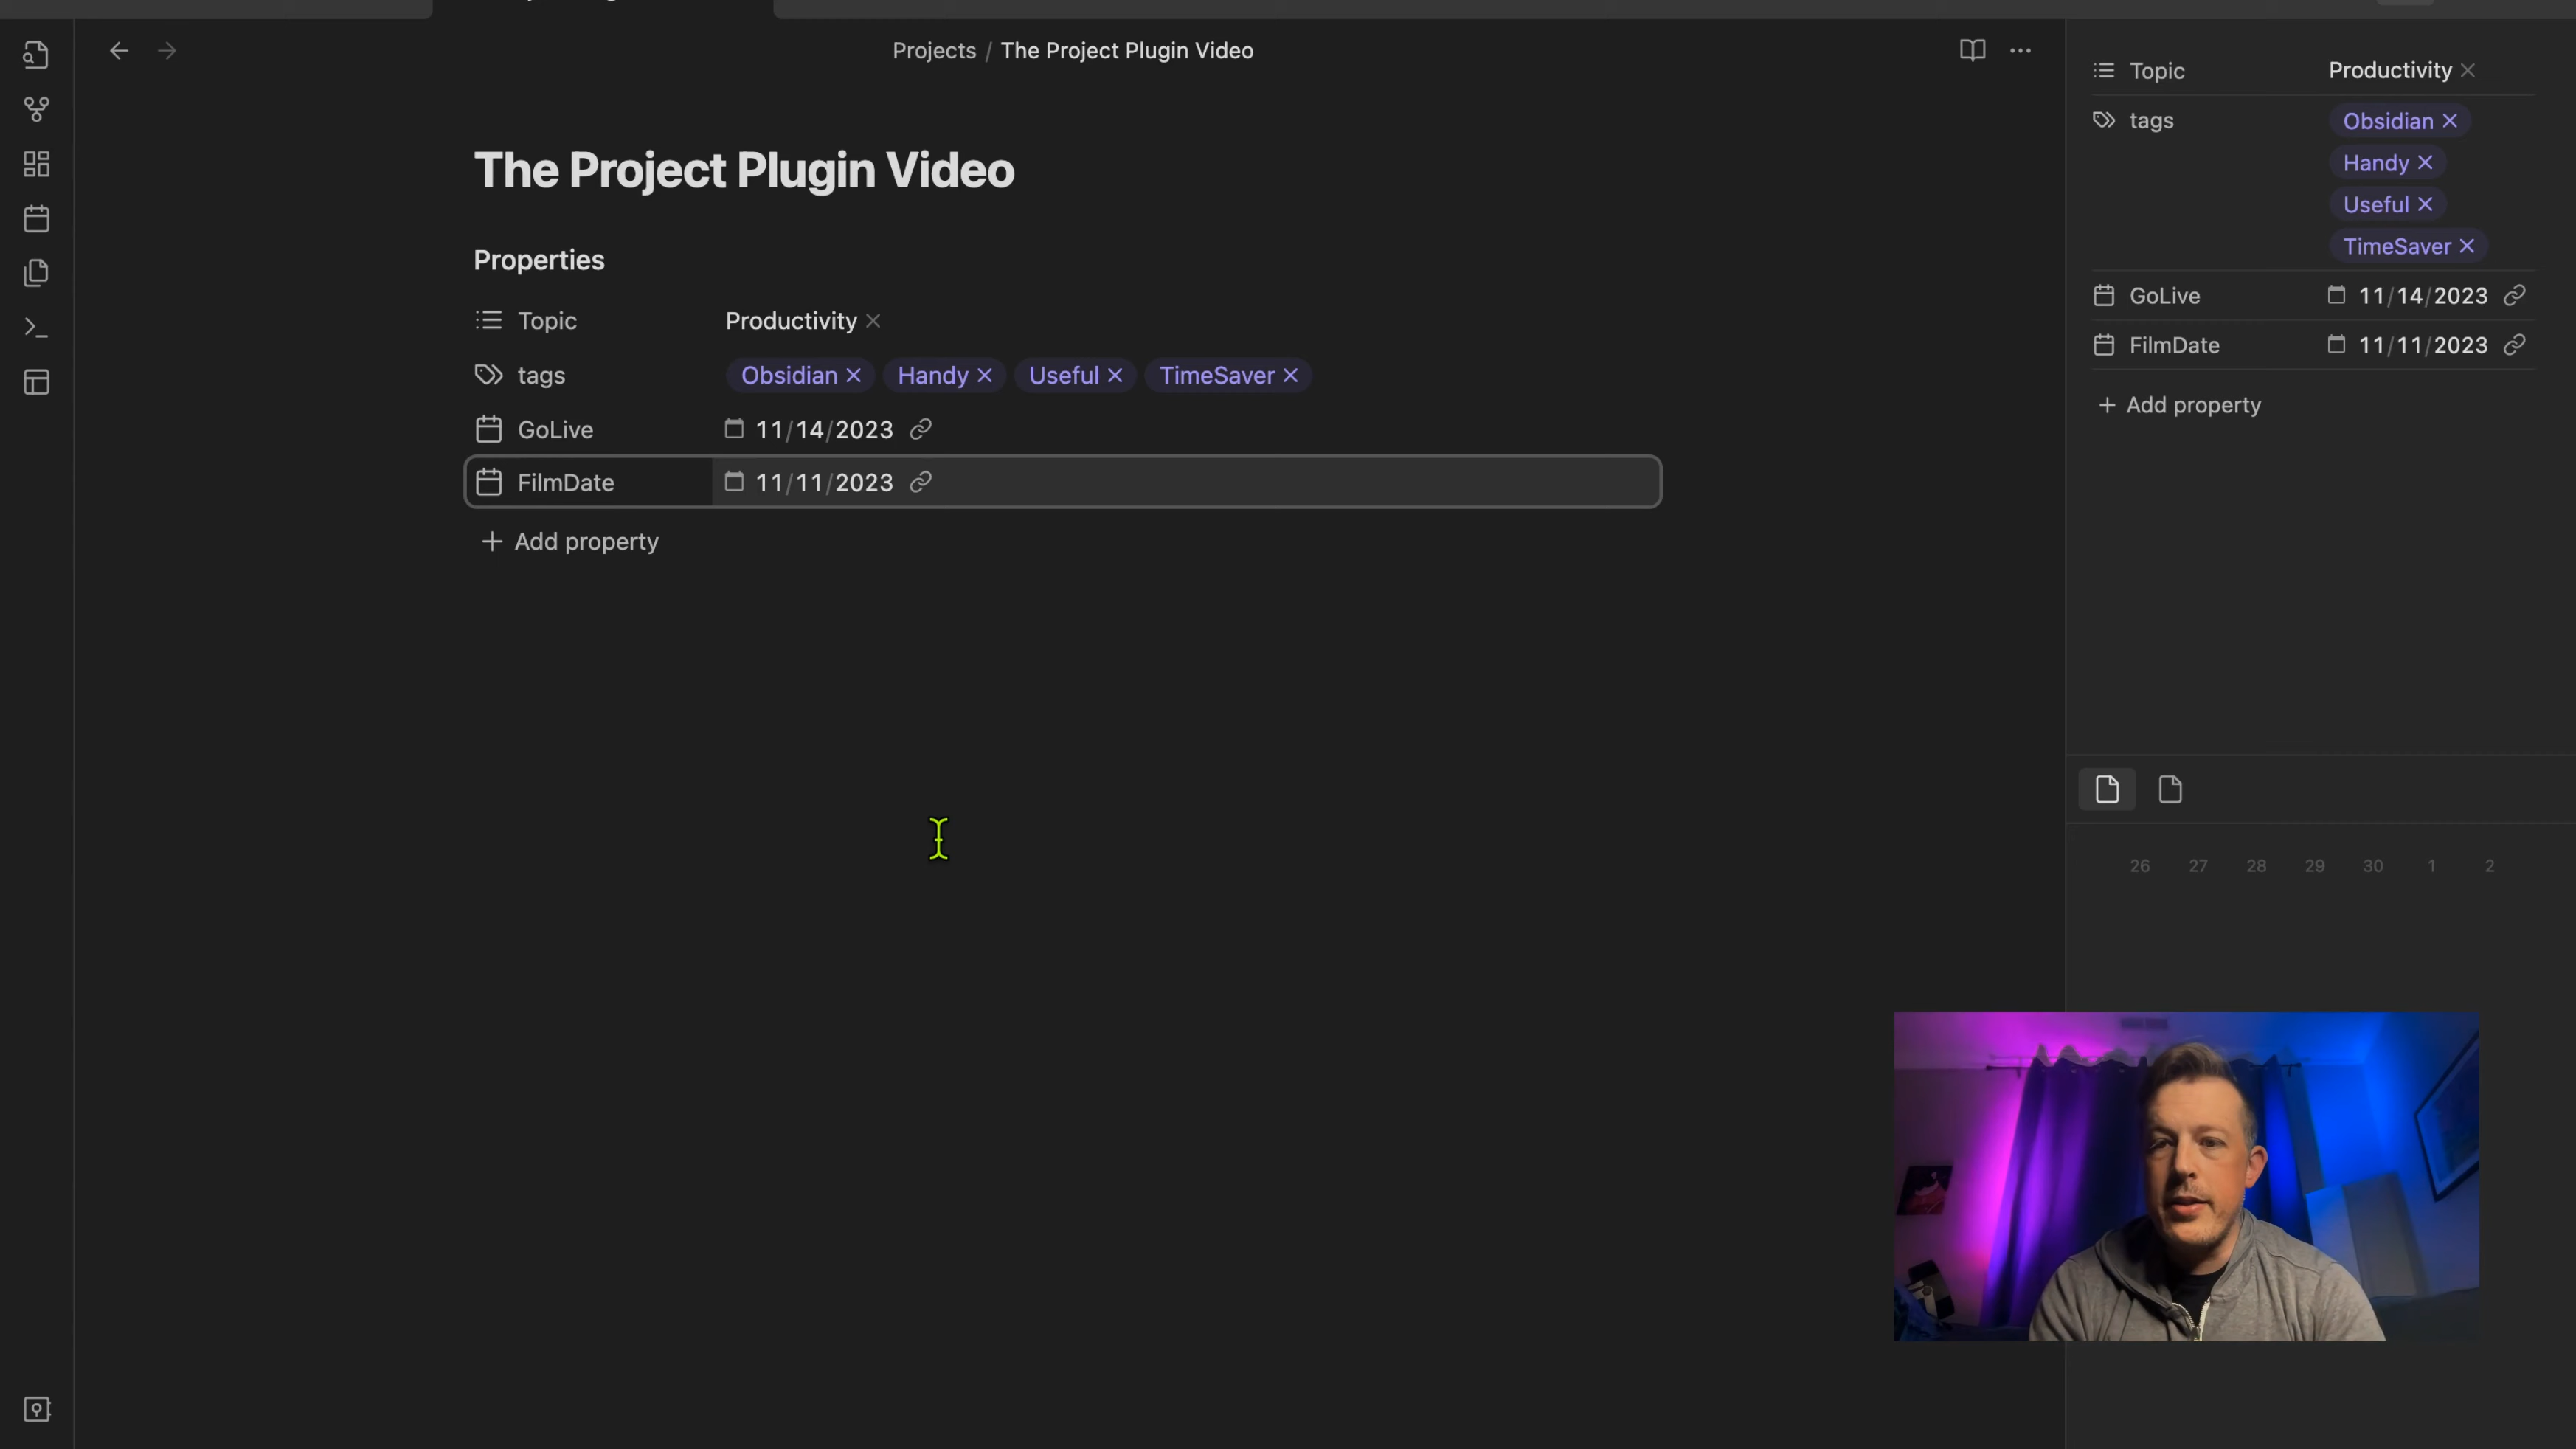 Projects / The Project Plugin Video
The Project Plugin Video
Properties
Topic Productivity
tags Obsidian Handy Useful TimeSaver
GoLive 11/14/2023
FilmDate 11/11/2023
+ Add property
Topic Productivity
tags Obsidian
Handy
Useful
TimeSaver
GoLive 11/14/2023
FilmDate 11/11/2023
+ Add property
26 27 28 29 30 1 2